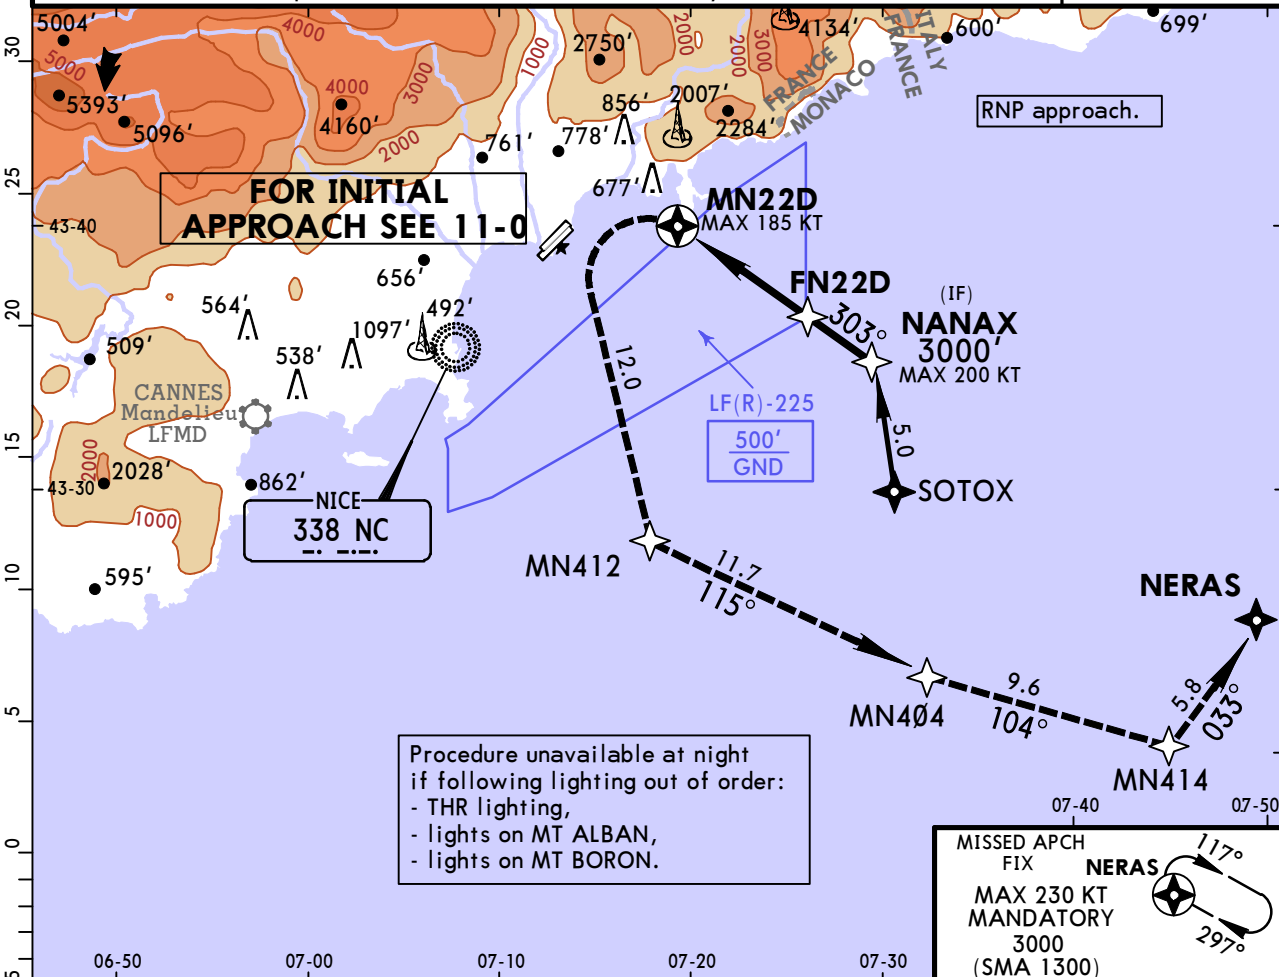 5004'
4000
2750'
2000
4134'
ITALY
FRANCE
600'
699'
30
5000
1000
2000
3000
FRANCE
MONACO
5393'
4000
3000
856'
2007'
RNP approach.
5096'
4160'
2000
761'
778'
2284'
25
677'
FOR INITIAL
APPROACH SEE 11-0
MN22D
MAX 185 KT
43-40
656'
FN22D
(IF)
NANAX
3000'
MAX 200 KT
303°
20
564'
1097'
492'
509'
538'
12.0
CANNES
Mandelieu
LFMD
LF(R)-225
500'
GND
5.0
15
2000
2028'
43-30
862'
SOTOX
1000
NICE
338 NC
MN412
11.7
115°
10
595'
NERAS
MN404
9.6
104°
5.8
033°
5
MN414
Procedure unavailable at night
if following lighting out of order:
- THR lighting,
- lights on MT ALBAN,
- lights on MT BORON.
07-40
07-50
0
MISSED APCH
FIX
NERAS
117°
MAX 230 KT
MANDATORY
3000
(SMA 1300)
297°
5
06-50
07-00
07-10
07-20
07-30